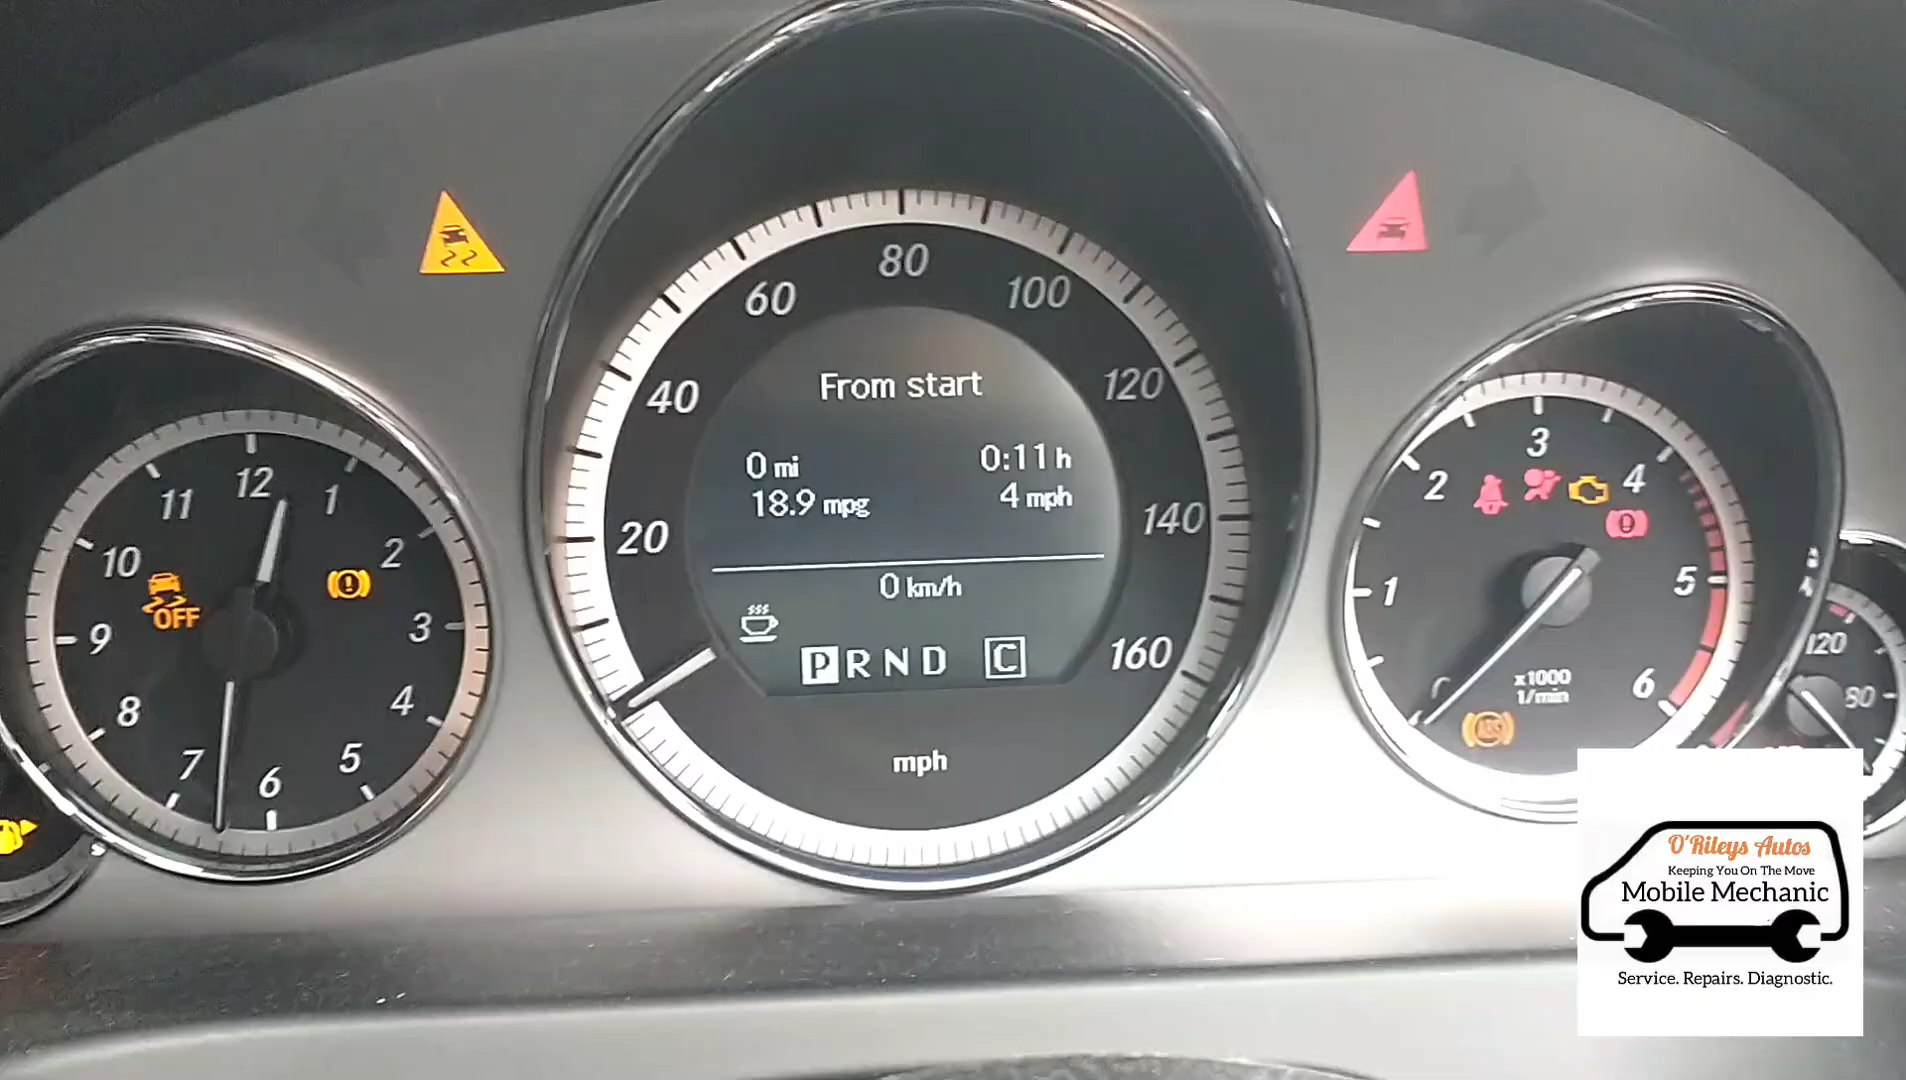 From start
0 mi 0:11 h
18.9 mpg 4 mph
0 km/h
P R N D C
20
40
60
80
100
120
140
160
mph
12
1
2
3
4
5
6
7
8
9
10
11
OFF
1
2
3
4
5
6
x1000
1/min
ABS
120
80
O'Rileys Autos
Keeping You On The Move
Mobile Mechanic
Service. Repairs. Diagnostic.